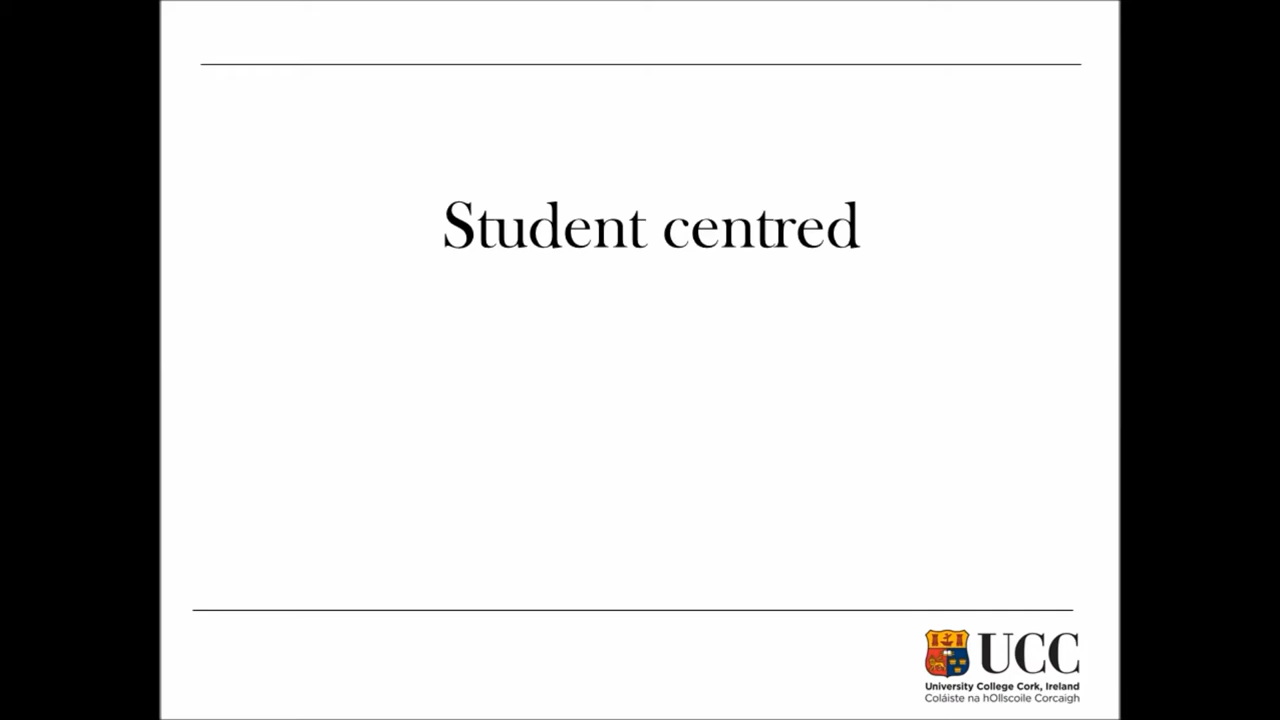 Student centred
UCC
University College Cork, Ireland
Coláiste na hOllscoile Corcaigh